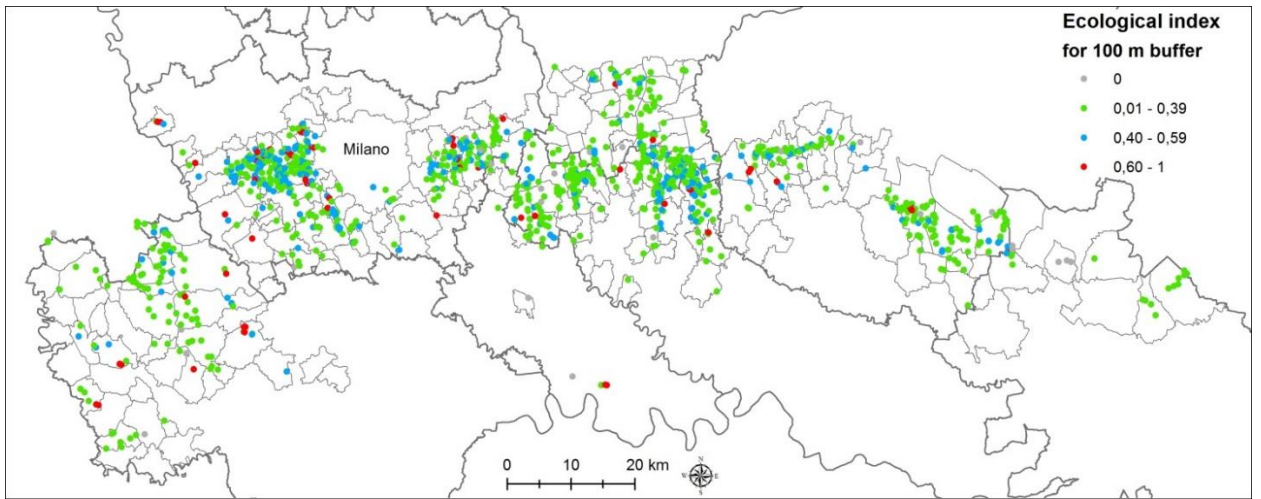 Ecological index
for 100 m buffer
0
0,01 - 0,39
0,40 - 0,59
0,60 - 1
Milano
0 10 20 km
N
W E
S